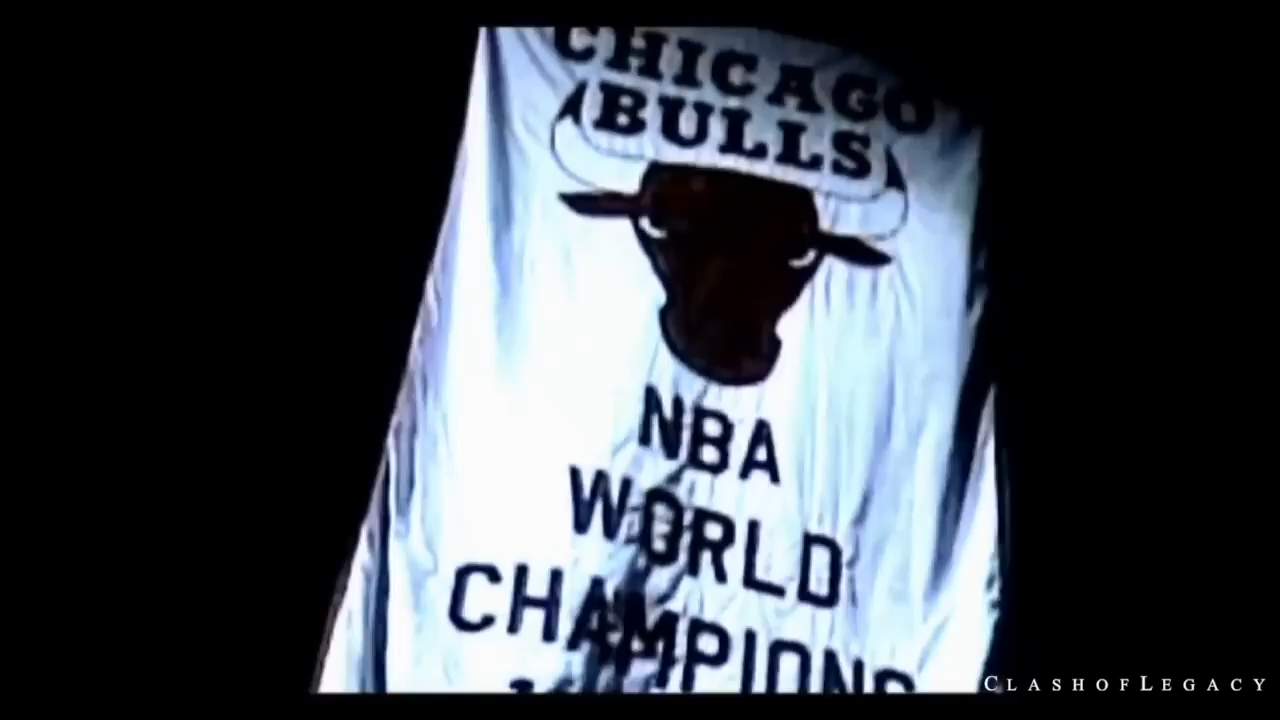 CHICAGO
BULLS
NBA
WORLD
CHAMPIONS
CLASHOFLEGACY